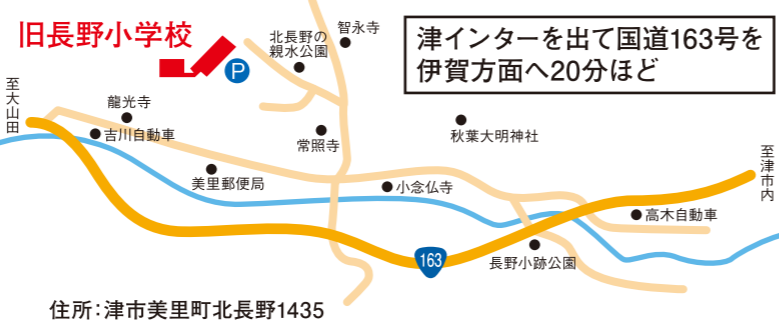 旧長野小学校
P
北長野の
親水公園
智永寺
津インターを出て国道163号を
伊賀方面へ20分ほど
至大山田
龍光寺
吉川自動車
常照寺
秋葉大明神社
至津市内
美里郵便局
小念仏寺
高木自動車
163
長野小跡公園
住所：津市美里町北長野1435